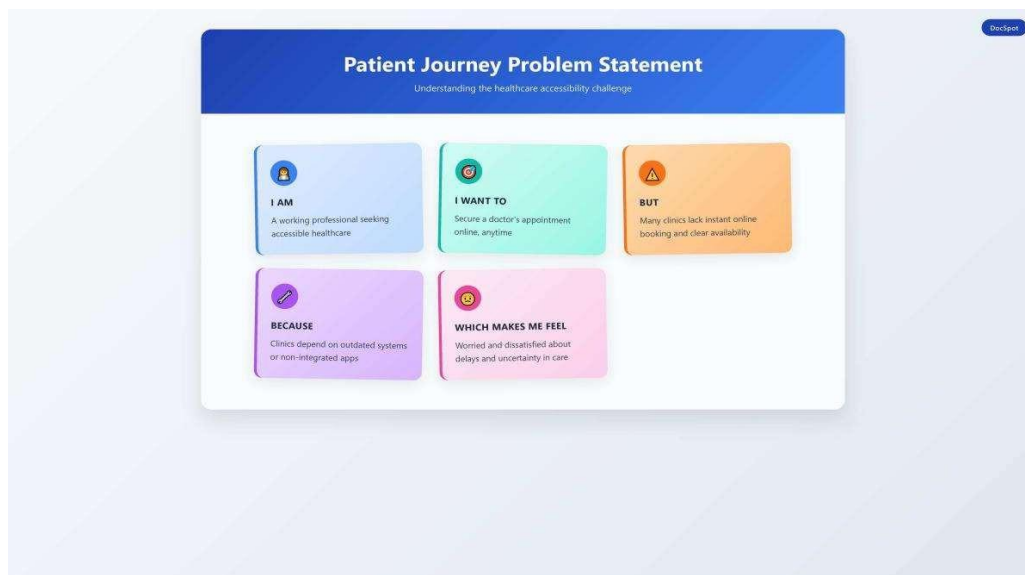 DocSpot
Patient Journey Problem Statement
Understanding the healthcare accessibility challenge
I AM
A working professional seeking
accessible healthcare
I WANT TO
Secure a doctor's appointment
online, anytime
BUT
Many clinics lack instant online
booking and clear availability
BECAUSE
Clinics depend on outdated systems
or non-integrated apps
WHICH MAKES ME FEEL
Worried and dissatisfied about
delays and uncertainty in care